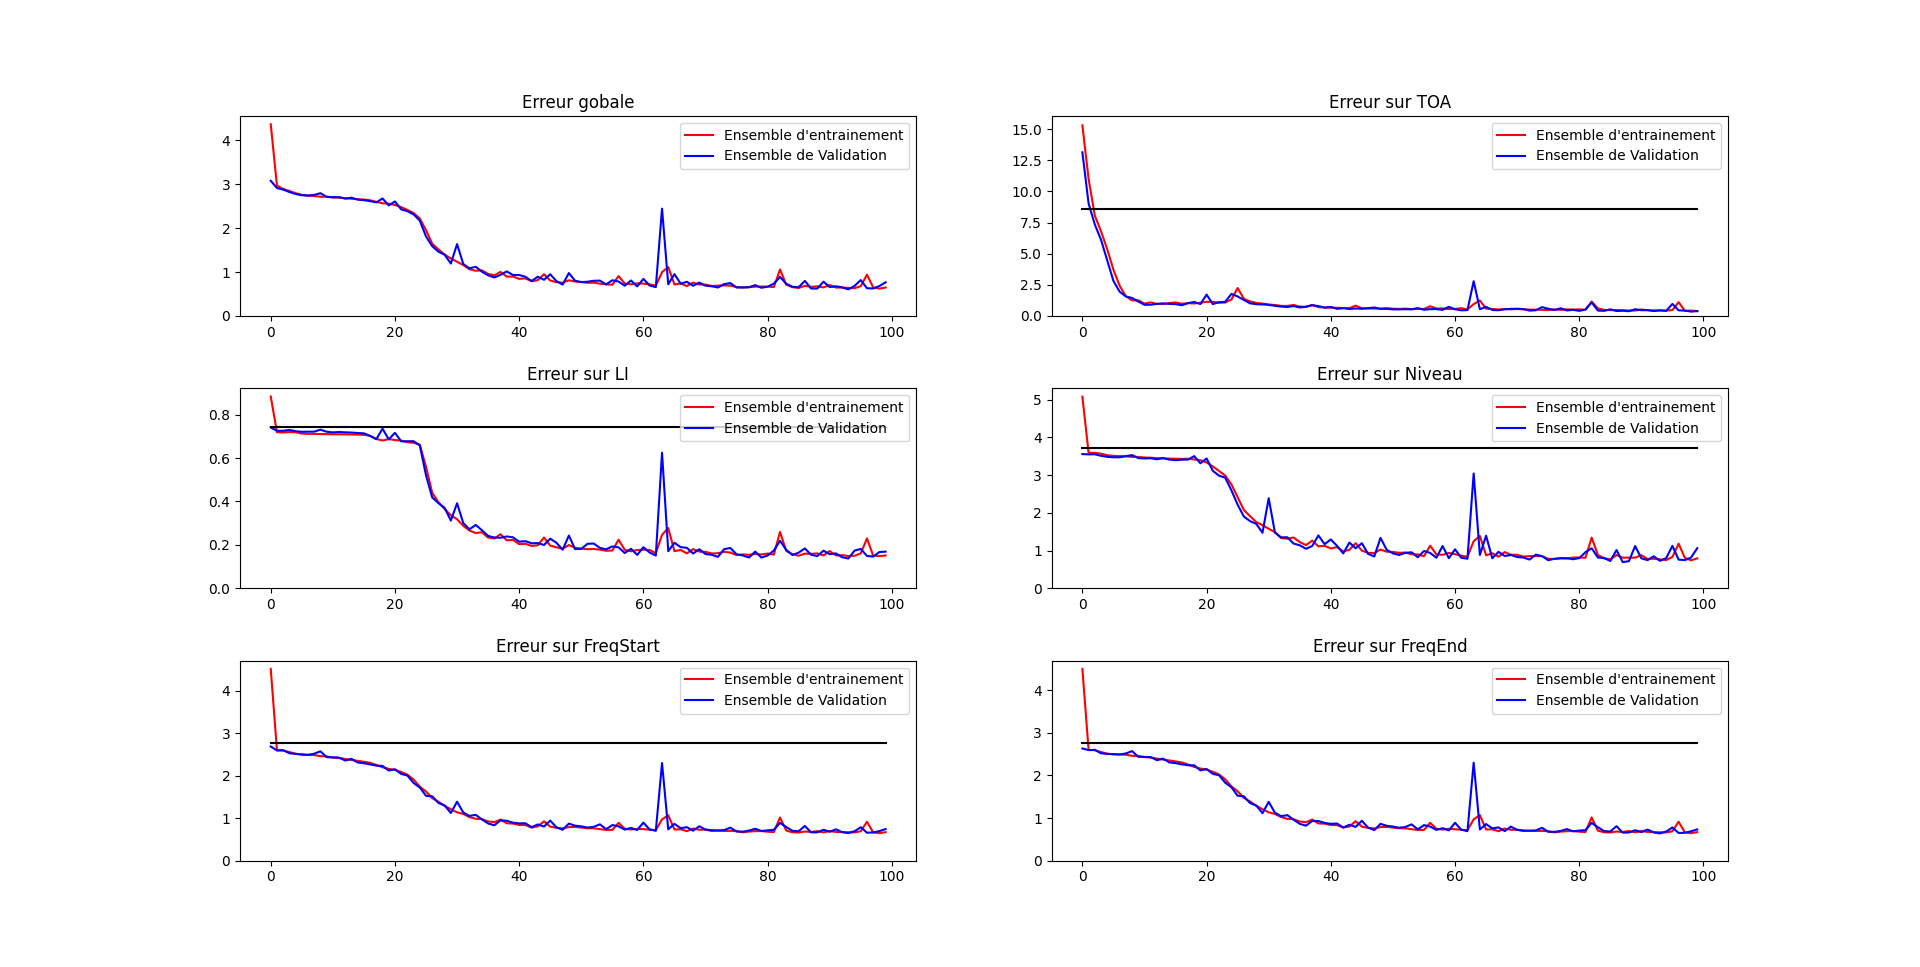 Erreur gobale
4
3
2
1
0
0 20 40 60 80 100
Ensemble d'entrainement
Ensemble de Validation
Erreur sur TOA
15.0
12.5
10.0
7.5
5.0
2.5
0.0
0 20 40 60 80 100
Ensemble d'entrainement
Ensemble de Validation
Erreur sur LI
0.8
0.6
0.4
0.2
0.0
0 20 40 60 80 100
Ensemble d'entrainement
Ensemble de Validation
Erreur sur Niveau
5
4
3
2
1
0
0 20 40 60 80 100
Ensemble d'entrainement
Ensemble de Validation
Erreur sur FreqStart
4
3
2
1
0
0 20 40 60 80 100
Ensemble d'entrainement
Ensemble de Validation
Erreur sur FreqEnd
4
3
2
1
0
0 20 40 60 80 100
Ensemble d'entrainement
Ensemble de Validation